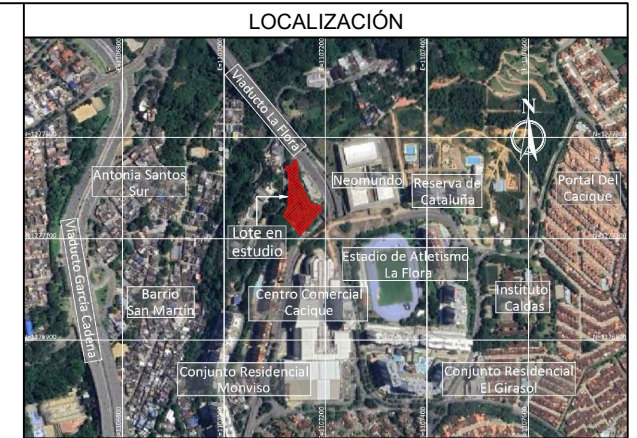 LOCALIZACIÓN
Viaducto La Flora
N
Antonia Santos
Sur
Neomundo
Reserva de
Cataluña
Portal Del
Cacique
Lote en
estudio
Viaducto García Cadena
Estadio de Atletismo
La Flora
Barrio
San Martín
Centro Comercial
Cacique
Instituto
Caldas
Conjunto Residencial
Monviso
Conjunto Residencial
El Girasol